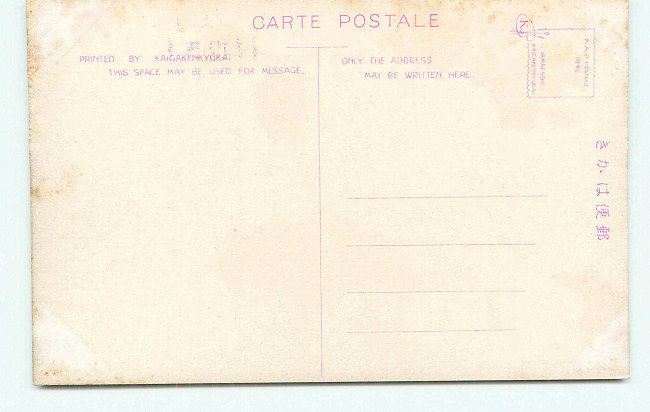 CARTE POSTALE
PRINTED BY KAIGAKENKYUKAI
THIS SPACE MAY BE USED FOR MESSAGE.
ONLY THE ADDRESS
MAY BE WRITTEN HERE
K
HERE
きかは便郵